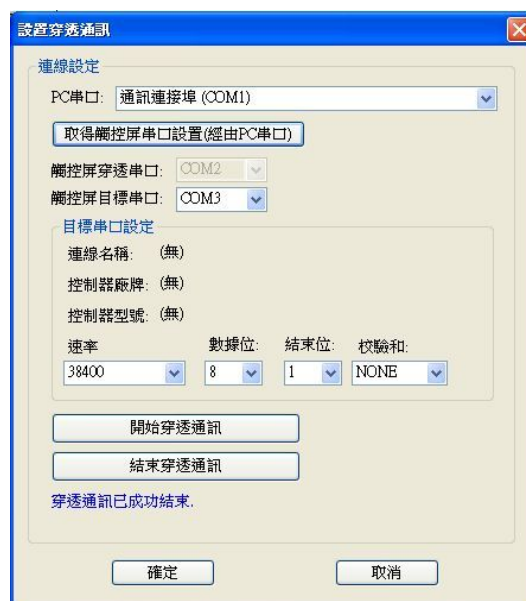 設置穿透通訊
連線設定
PC串口: 通訊連接埠 (COM1)
取得觸控屏串口設置(經由PC串口)
觸控屏穿透串口: COM2
觸控屏目標串口: COM3
目標串口設定
連線名稱: (無)
控制器廠牌: (無)
控制器型號: (無)
速率 數據位: 結束位: 校驗和:
38400 8 1 NONE
開始穿透通訊
結束穿透通訊
穿透通訊已成功結束.
確定 取消